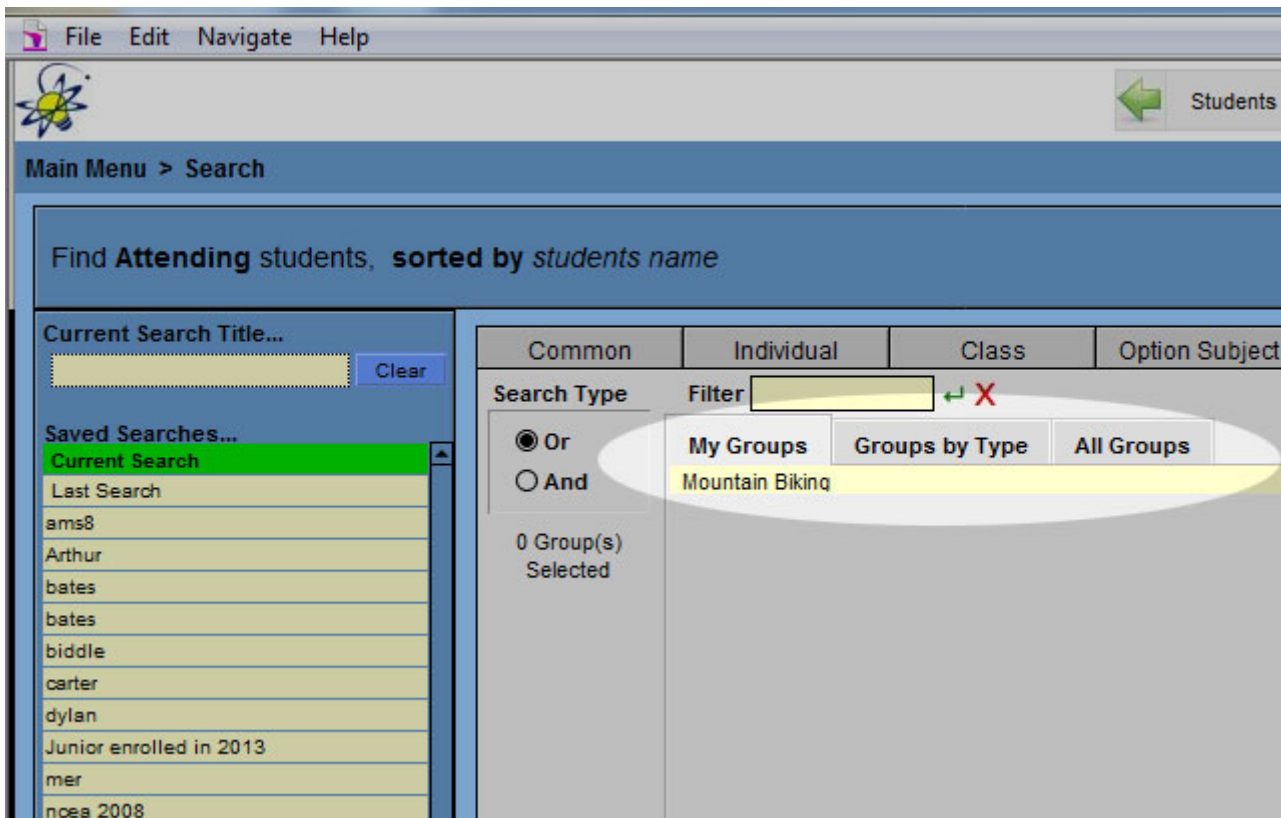 File Edit Navigate Help
Students
Main Menu > Search
Find Attending students, sorted by students name
Current Search Title...
Clear
Saved Searches...
Current Search
Last Search
ams8
Arthur
bates
bates
biddle
carter
dylan
Junior enrolled in 2013
mer
ncea 2008
Common Individual Class Option Subject
Search Type Filter
Or
And
My Groups Groups by Type All Groups
Mountain Biking
0 Group(s)
Selected